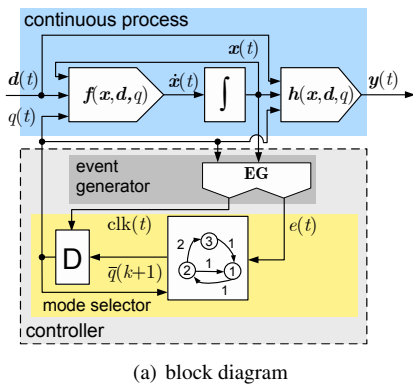 continuous process
x(t)
d(t)
f(x,d,q)
ẋ(t)
∫
h(x,d,q)
y(t)
q(t)
event
generator
EG
clk(t)
e(t)
D
q̄(k+1)
2
3
1
2
1
1
1
mode selector
controller
(a) block diagram